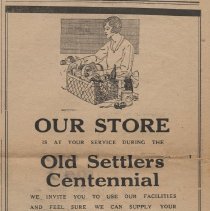 OUR STORE
IS AT YOUR SERVICE DURING THE
Old Settlers
Centennial
WE INVITE YOU TO USE OUR FACILITIES
AND FEEL SURE WE CAN SUPPLY YOUR